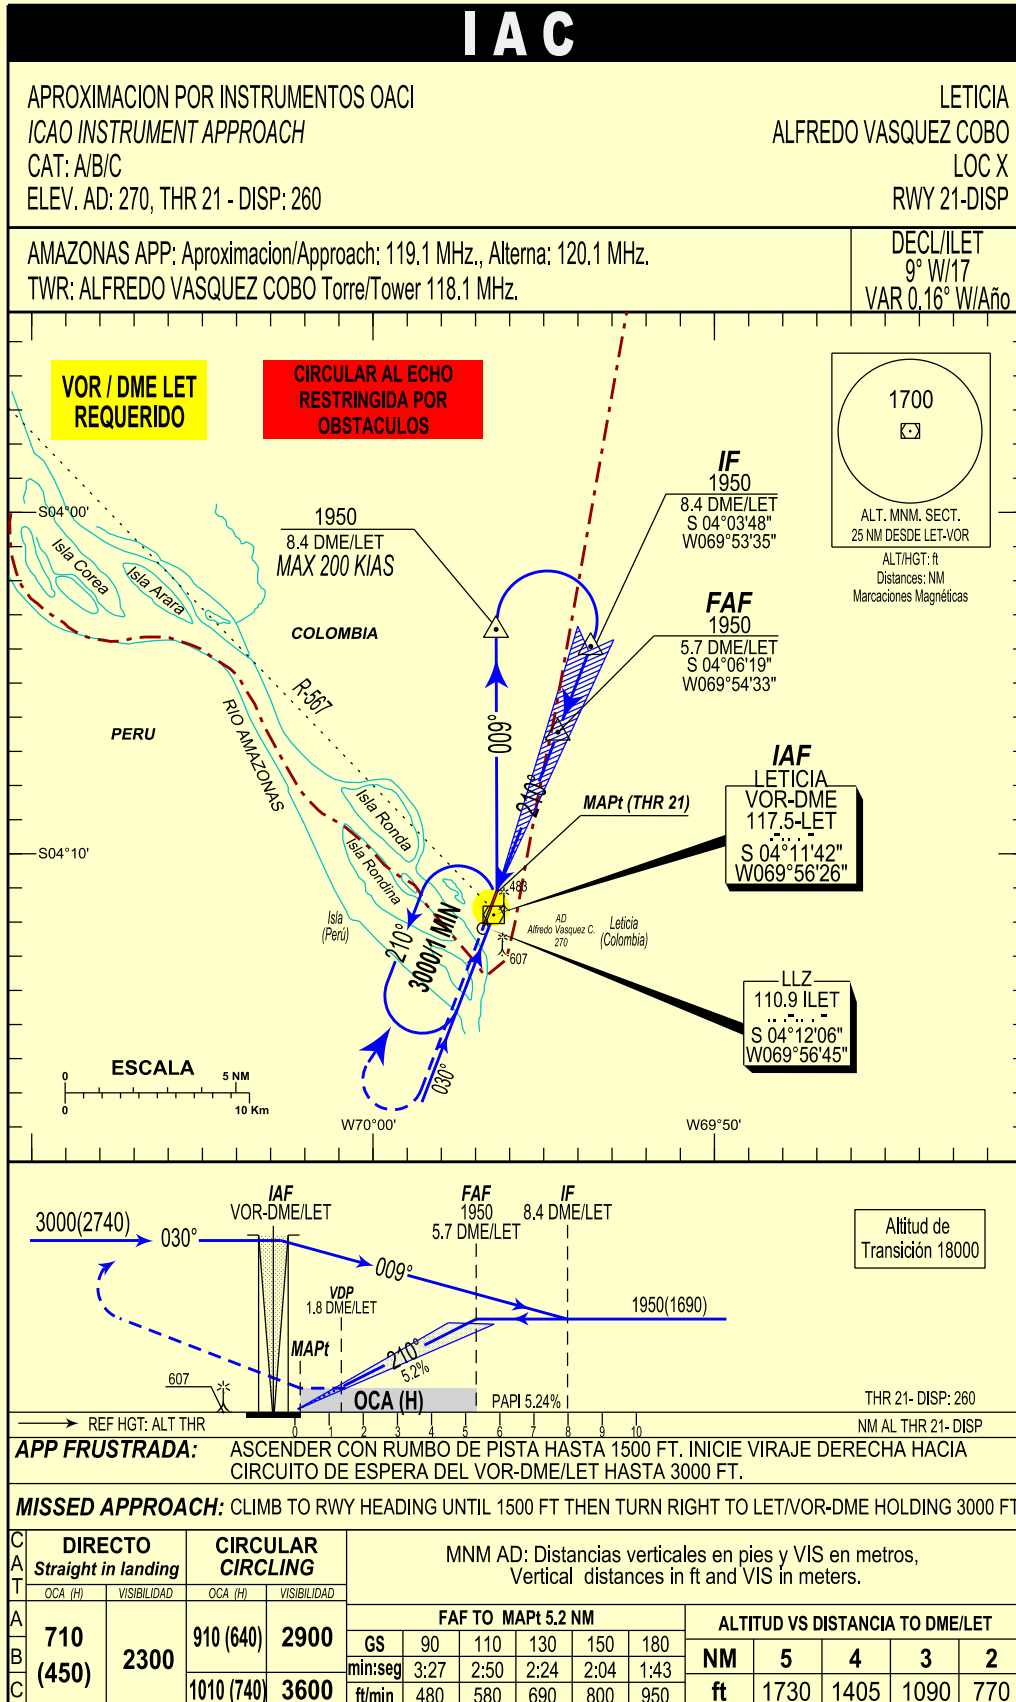 IAC
APROXIMACION POR INSTRUMENTOS OACI
ICAO INSTRUMENT APPROACH
CAT: A/B/C
ELEV. AD: 270, THR 21 - DISP: 260
LETICIA
ALFREDO VASQUEZ COBO
LOC X
RWY 21-DISP
AMAZONAS APP: Aproximacion/Approach: 119.1 MHz., Alterna: 120.1 MHz.
TWR: ALFREDO VASQUEZ COBO Torre/Tower 118.1 MHz.
DECL/ILET
9° W/17
VAR 0.16° W/Año
VOR / DME LET
REQUERIDO
CIRCULAR AL ECHO
RESTRINGIDA POR
OBSTACULOS
1700
ALT. MNM. SECT.
25 NM DESDE LET-VOR
ALT/HGT: ft
Distances: NM
Marcaciones Magnéticas
IF
1950
8.4 DME/LET
S 04°03'48"
W069°53'35"
S04°00'
1950
8.4 DME/LET
MAX 200 KIAS
Isla Corea
Isla Arara
COLOMBIA
FAF
1950
5.7 DME/LET
S 04°06'19"
W069°54'33"
R-567
PERU
RIO AMAZONAS
009°
210°
MAPt (THR 21)
IAF
LETICIA
VOR-DME
117.5-LET
S 04°11'42"
W069°56'26"
Isla Ronda
Isla Rondina
S04°10'
483
Isla
(Perú)
210°
3000/1 MIN
AD
Alfredo Vasquez C.
270
Leticia
(Colombia)
607
LLZ
110.9 ILET
S 04°12'06"
W069°56'45"
030°
ESCALA
0 5 NM
0 10 Km
W70°00'
W69°50'
IAF
VOR-DME/LET
FAF
1950
5.7 DME/LET
IF
8.4 DME/LET
3000(2740)
030°
009°
Altitud de
Transición 18000
VDP
1.8 DME/LET
1950(1690)
MAPt
210°
5.2%
607
OCA (H)
PAPI 5.24%
THR 21- DISP: 260
REF HGT: ALT THR
0 1 2 3 4 5 6 7 8 9 10
NM AL THR 21- DISP
APP FRUSTRADA: ASCENDER CON RUMBO DE PISTA HASTA 1500 FT. INICIE VIRAJE DERECHA HACIA
CIRCUITO DE ESPERA DEL VOR-DME/LET HASTA 3000 FT.
MISSED APPROACH: CLIMB TO RWY HEADING UNTIL 1500 FT THEN TURN RIGHT TO LET/VOR-DME HOLDING 3000 FT
CAT
DIRECTO
Straight in landing
CIRCULAR
CIRCLING
MNM AD: Distancias verticales en pies y VIS en metros,
Vertical distances in ft and VIS in meters.
OCA (H) VISIBILIDAD OCA (H) VISIBILIDAD
A
B
C
710
(450)
2300
910 (640) 2900
1010 (740) 3600
FAF TO MAPt 5.2 NM
GS 90 110 130 150 180
min:seg 3:27 2:50 2:24 2:04 1:43
ft/min 480 580 690 800 950
ALTITUD VS DISTANCIA TO DME/LET
NM 5 4 3 2
ft 1730 1405 1090 770